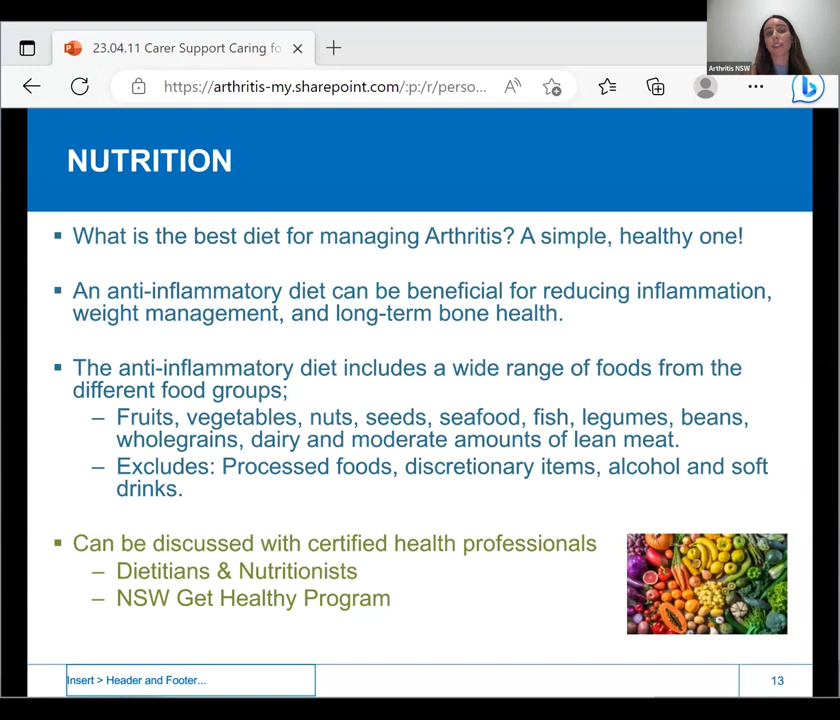 23.04.11 Carer Support Caring fo
Arthritis NSW
https://arthritis-my.sharepoint.com/:p:/r/perso...
NUTRITION
▪ What is the best diet for managing Arthritis? A simple, healthy one!
▪ An anti-inflammatory diet can be beneficial for reducing inflammation,
weight management, and long-term bone health.
▪ The anti-inflammatory diet includes a wide range of foods from the
different food groups;
– Fruits, vegetables, nuts, seeds, seafood, fish, legumes, beans,
wholegrains, dairy and moderate amounts of lean meat.
– Excludes: Processed foods, discretionary items, alcohol and soft
drinks.
▪ Can be discussed with certified health professionals
– Dietitians & Nutritionists
– NSW Get Healthy Program
Insert > Header and Footer...
13